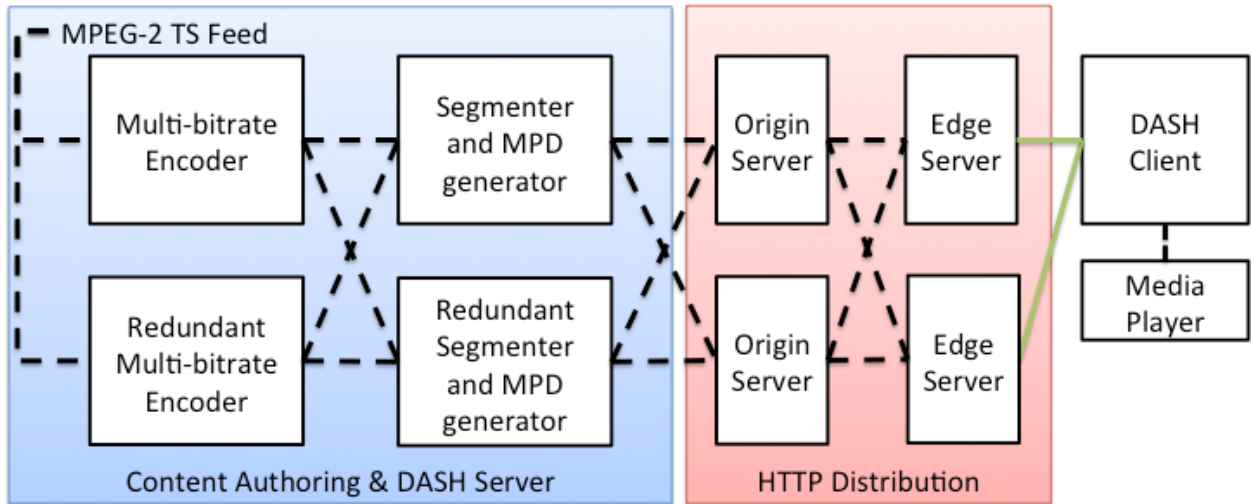 MPEG-2 TS Feed
Multi-bitrate
Encoder
Segmenter
and MPD
generator
Origin
Server
Edge
Server
DASH
Client
Redundant
Multi-bitrate
Encoder
Redundant
Segmenter
and MPD
generator
Origin
Server
Edge
Server
Media
Player
Content Authoring & DASH Server
HTTP Distribution